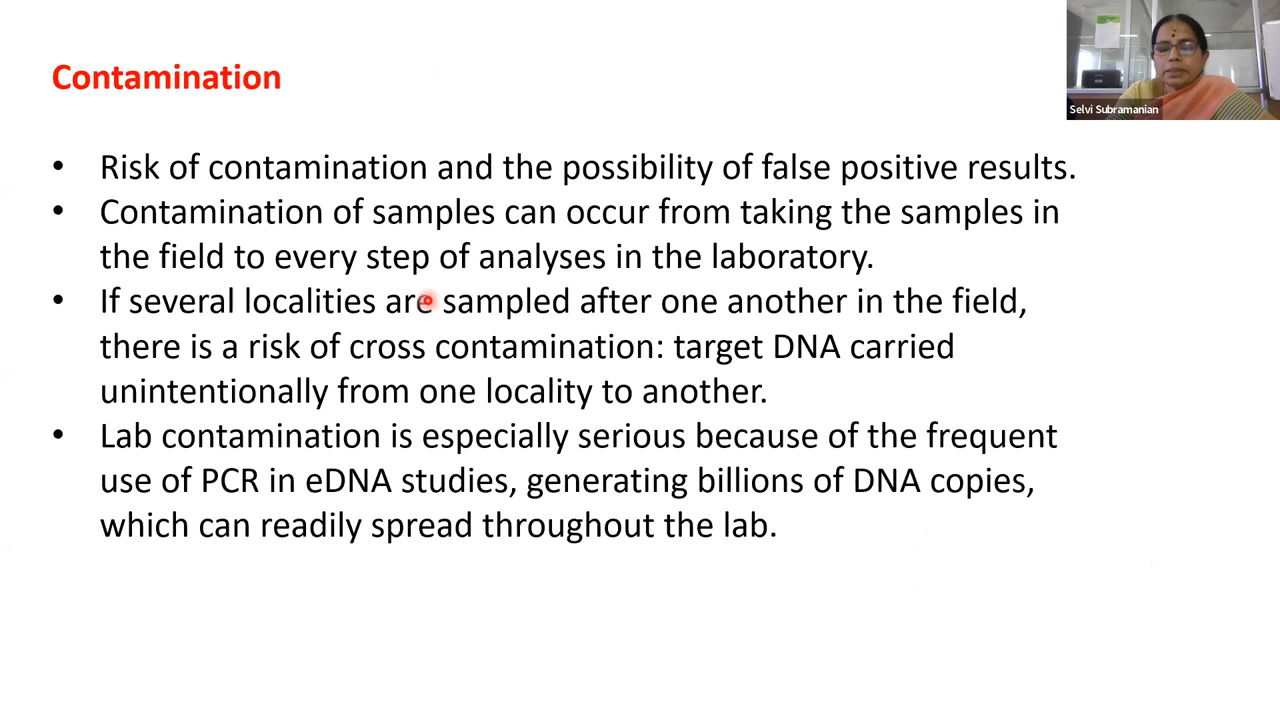 Contamination
Selvi Subramanian
• Risk of contamination and the possibility of false positive results.
• Contamination of samples can occur from taking the samples in
the field to every step of analyses in the laboratory.
• If several localities are sampled after one another in the field,
there is a risk of cross contamination: target DNA carried
unintentionally from one locality to another.
• Lab contamination is especially serious because of the frequent
use of PCR in eDNA studies, generating billions of DNA copies,
which can readily spread throughout the lab.